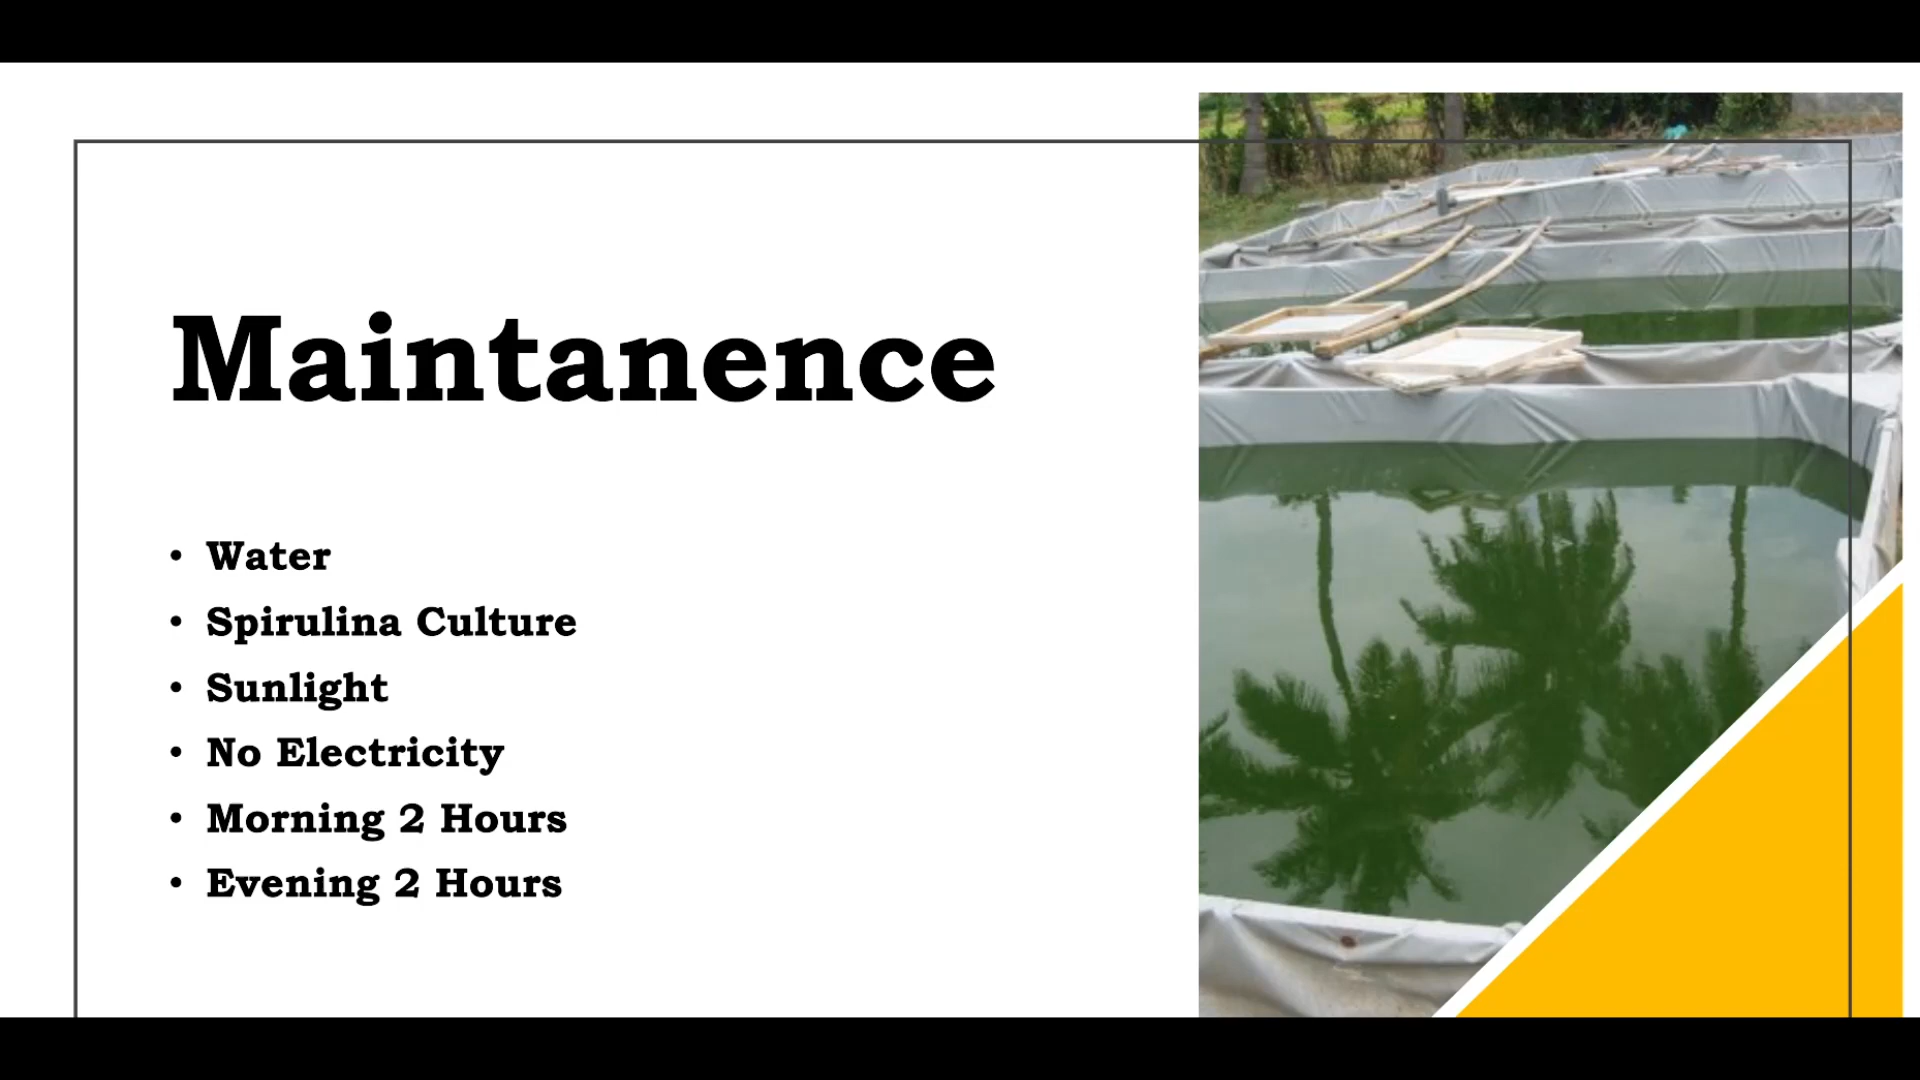 Maintanence
• Water
• Spirulina Culture
• Sunlight
• No Electricity
• Morning 2 Hours
• Evening 2 Hours